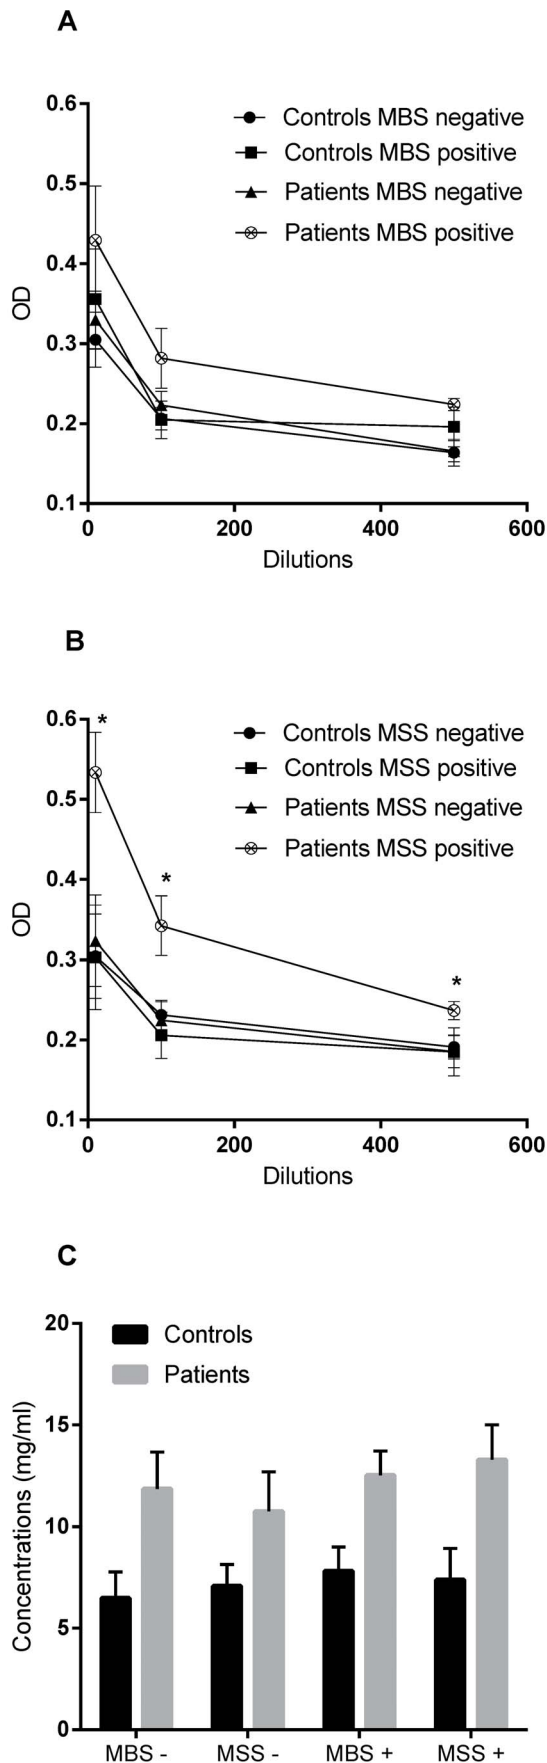 A
0.6
0.5
0.4
0.3
0.2
0.1
OD
0
200
400
600
Dilutions
Controls MBS negative
Controls MBS positive
Patients MBS negative
Patients MBS positive
B
0.6
0.5
0.4
0.3
0.2
0.1
OD
0
200
400
600
Dilutions
*
*
*
Controls MSS negative
Controls MSS positive
Patients MSS negative
Patients MSS positive
C
20
15
10
5
0
Concentrations (mg/ml)
Controls
Patients
MBS -
MSS -
MBS +
MSS +